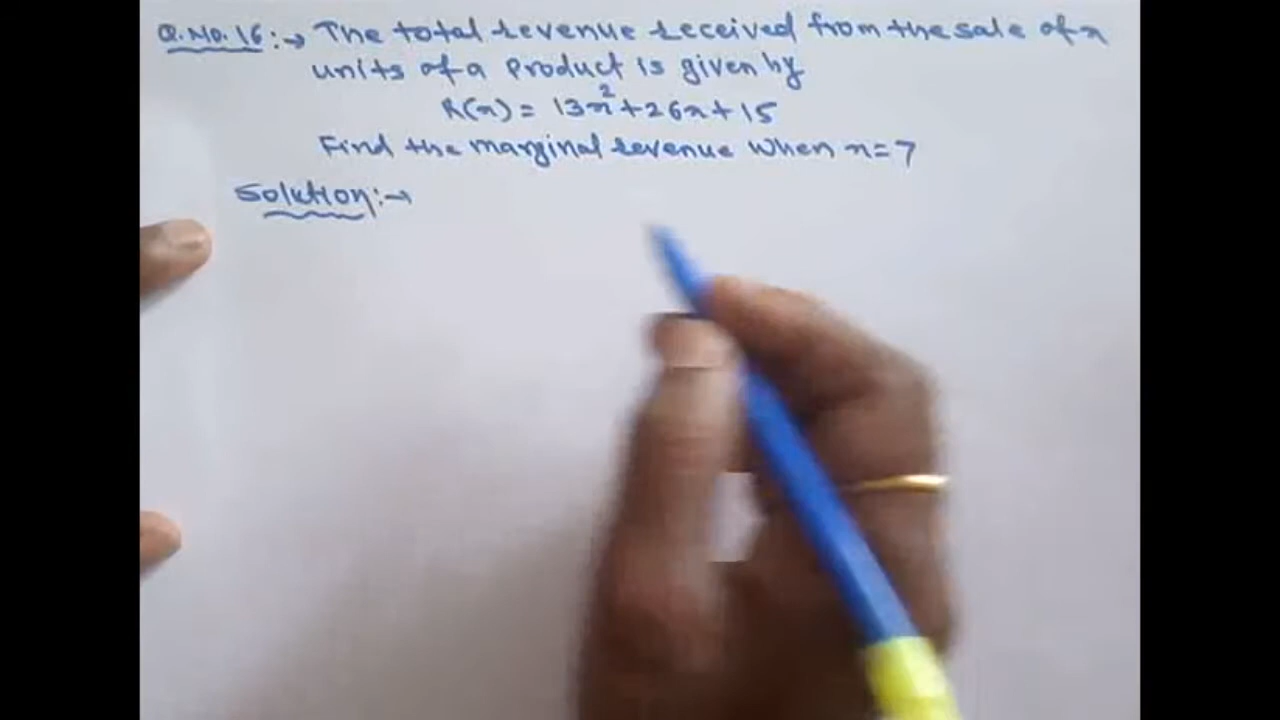 Q.No.16:→ The total revenue received from the sale of x
units of a product is given by
R(x) = 13x²+26x+15
Find the marginal revenue when x=7
Solution:→